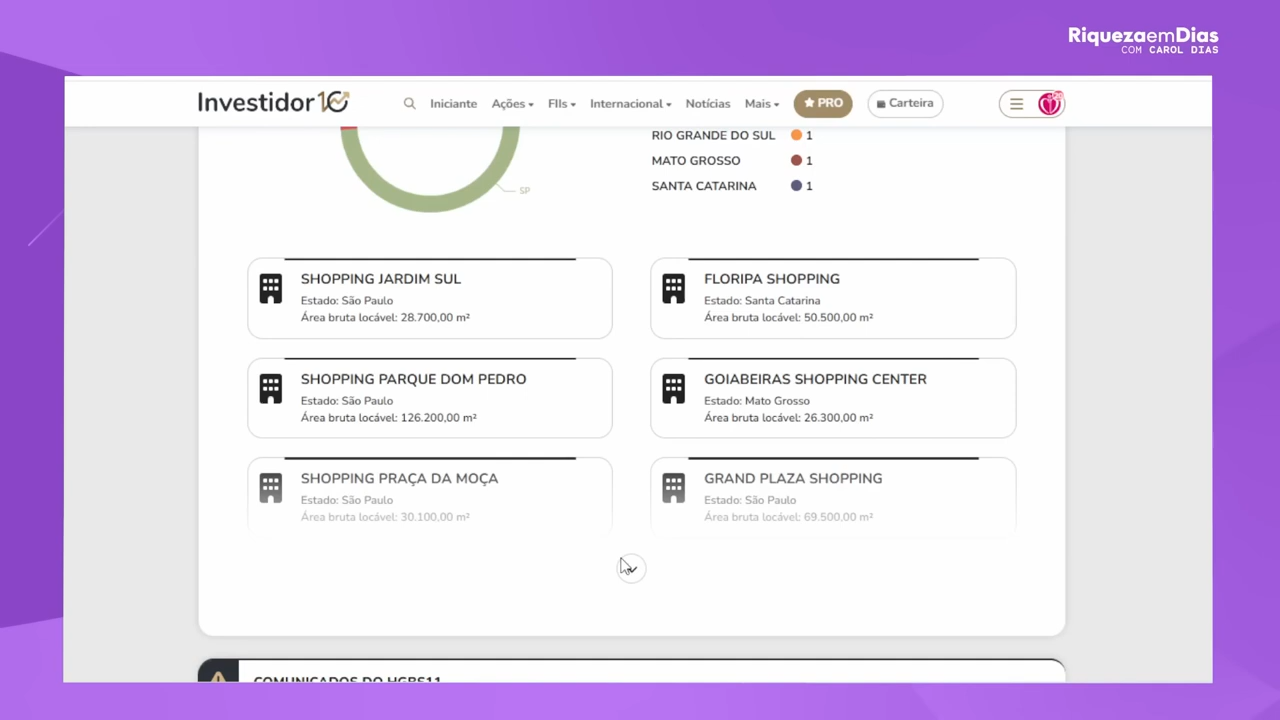 RiquezaemDias
COM CAROL DIAS
Investidor10
Iniciante Ações FIIs Internacional Notícias Mais PRO Carteira
RIO GRANDE DO SUL 1
MATO GROSSO 1
SANTA CATARINA 1
SP
SHOPPING JARDIM SUL
Estado: São Paulo
Área bruta locável: 28.700,00 m²
FLORIPA SHOPPING
Estado: Santa Catarina
Área bruta locável: 50.500,00 m²
SHOPPING PARQUE DOM PEDRO
Estado: São Paulo
Área bruta locável: 126.200,00 m²
GOIABEIRAS SHOPPING CENTER
Estado: Mato Grosso
Área bruta locável: 26.300,00 m²
SHOPPING PRAÇA DA MOÇA
Estado: São Paulo
Área bruta locável: 30.100,00 m²
GRAND PLAZA SHOPPING
Estado: São Paulo
Área bruta locável: 69.500,00 m²
COMUNICADOS DO HGBS11